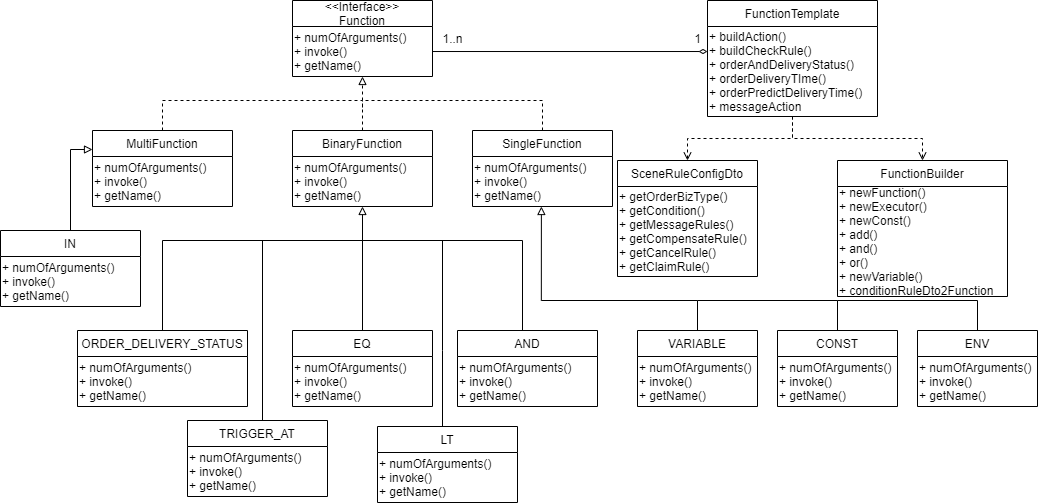 <<Interface>>
Function
+ numOfArguments()
+ invoke()
+ getName()
1..n
1
FunctionTemplate
+ buildAction()
+ buildCheckRule()
+ orderAndDeliveryStatus()
+ orderDeliveryTIme()
+ orderPredictDeliveryTime()
+ messageAction
MultiFunction
+ numOfArguments()
+ invoke()
+ getName()
BinaryFunction
+ numOfArguments()
+ invoke()
+ getName()
SingleFunction
+ numOfArguments()
+ invoke()
+ getName()
SceneRuleConfigDto
+ getOrderBizType()
+ getCondition()
+ getMessageRules()
+ getCompensateRule()
+ getCancelRule()
+ getClaimRule()
FunctionBuilder
+ newFunction()
+ newExecutor()
+ newConst()
+ add()
+ and()
+ or()
+ newVariable()
+ conditionRuleDto2Function
IN
+ numOfArguments()
+ invoke()
+ getName()
ORDER_DELIVERY_STATUS
+ numOfArguments()
+ invoke()
+ getName()
EQ
+ numOfArguments()
+ invoke()
+ getName()
AND
+ numOfArguments()
+ invoke()
+ getName()
VARIABLE
+ numOfArguments()
+ invoke()
+ getName()
CONST
+ numOfArguments()
+ invoke()
+ getName()
ENV
+ numOfArguments()
+ invoke()
+ getName()
TRIGGER_AT
+ numOfArguments()
+ invoke()
+ getName()
LT
+ numOfArguments()
+ invoke()
+ getName()